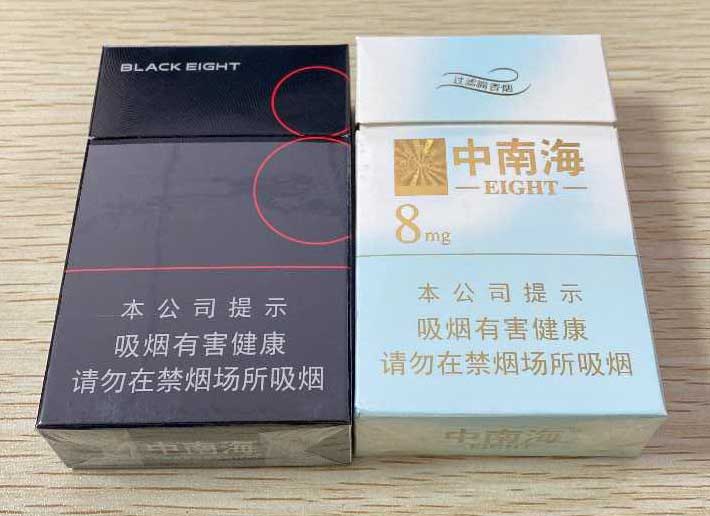 BLACK EIGHT
本公司提示
吸烟有害健康
请勿在禁烟场所吸烟
中南海
过滤嘴香烟
中南海
EIGHT
8mg
本公司提示
吸烟有害健康
请勿在禁烟场所吸烟
中南海
EIGHT